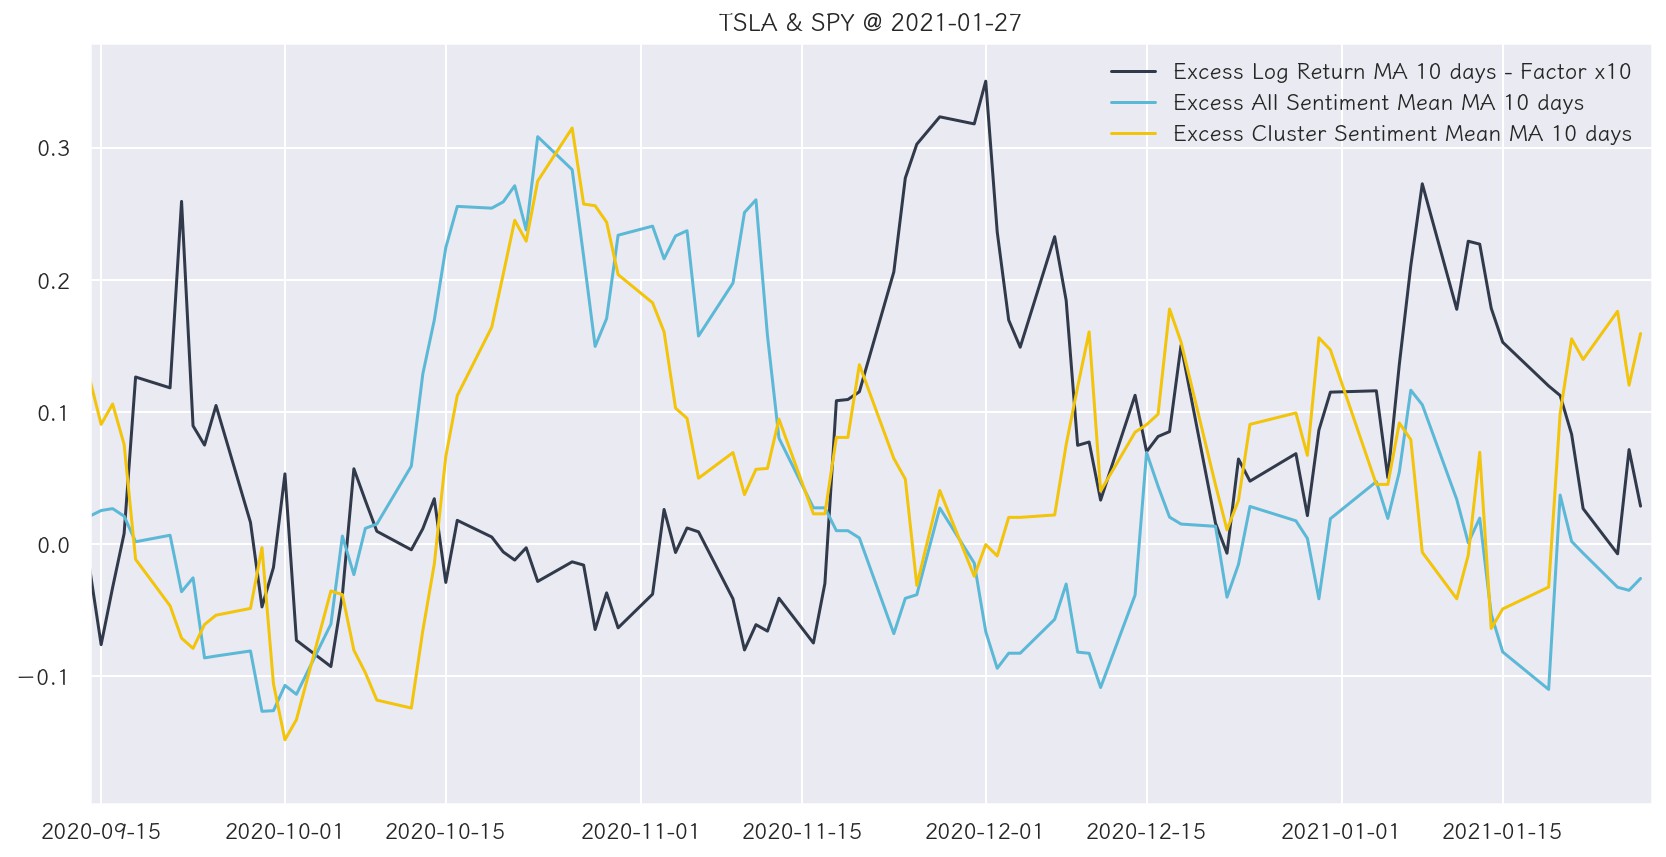 TSLA & SPY @ 2021-01-27
Excess Log Return MA 10 days - Factor x10
Excess All Sentiment Mean MA 10 days
Excess Cluster Sentiment Mean MA 10 days
0.3
0.2
0.1
0.0
−0.1
2020-09-15 2020-10-01 2020-10-15 2020-11-01 2020-11-15 2020-12-01 2020-12-15 2021-01-01 2021-01-15